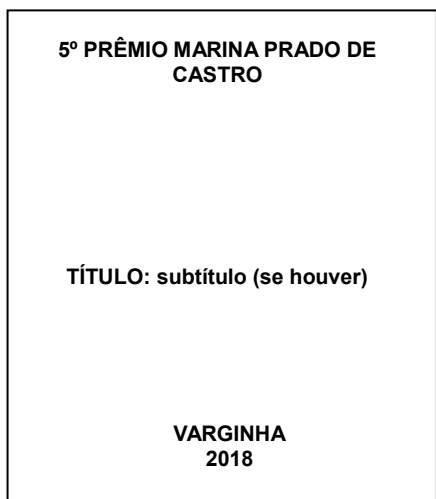 5º PRÊMIO MARINA PRADO DE
CASTRO
TÍTULO: subtítulo (se houver)
VARGINHA
2018